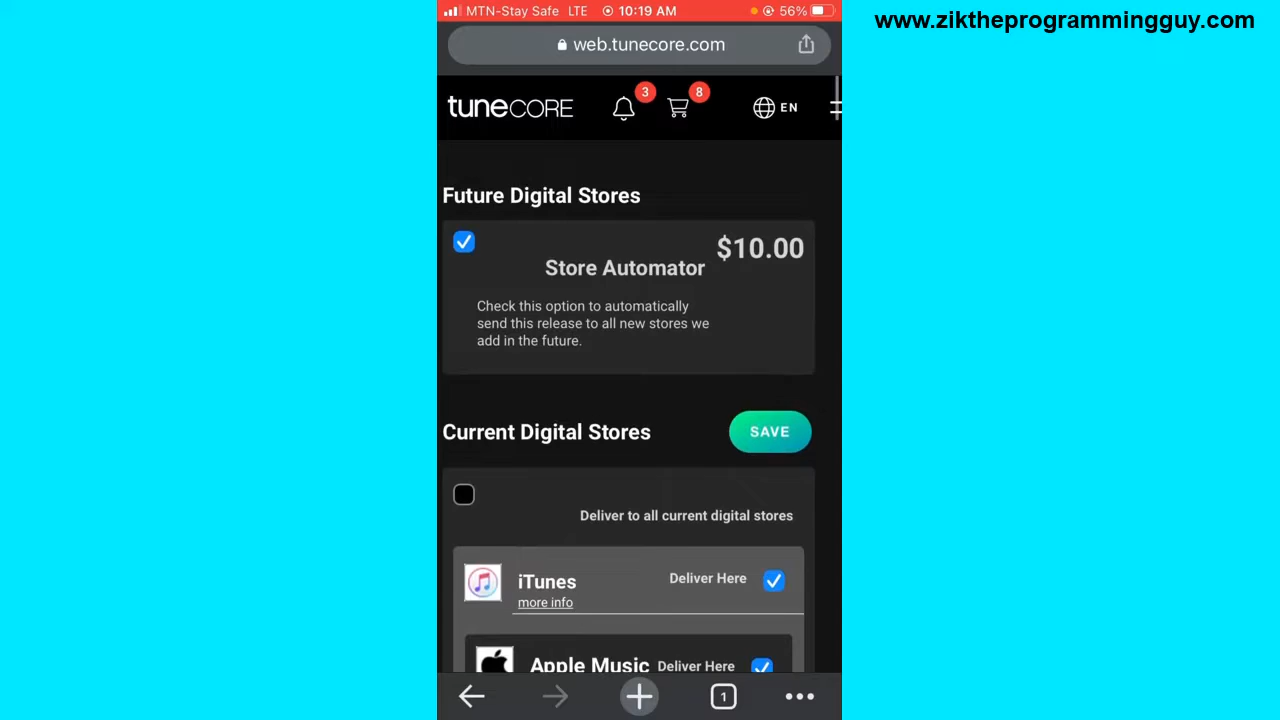 MTN-Stay Safe LTE 10:19 AM 56%
www.ziktheprogrammingguy.com
web.tunecore.com
tuneCORE 3 8 EN
Future Digital Stores
$10.00
Store Automator
Check this option to automatically
send this release to all new stores we
add in the future.
Current Digital Stores SAVE
Deliver to all current digital stores
iTunes Deliver Here
more info
Apple Music Deliver Here
1